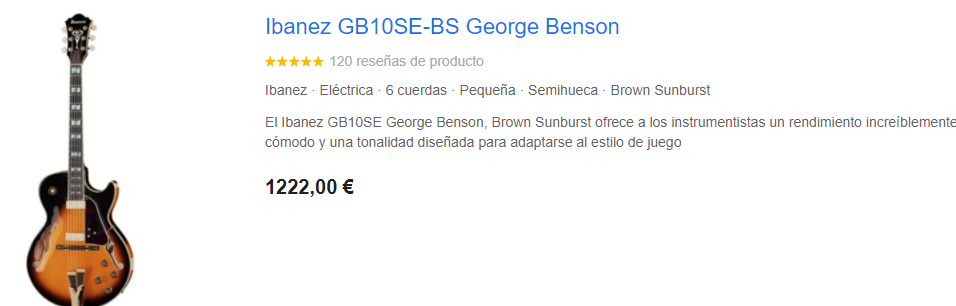 Ibanez GB10SE-BS George Benson
120 reseñas de producto
Ibanez · Eléctrica · 6 cuerdas · Pequeña · Semihueca · Brown Sunburst
El Ibanez GB10SE George Benson, Brown Sunburst ofrece a los instrumentistas un rendimiento increíblemente
cómodo y una tonalidad diseñada para adaptarse al estilo de juego
1222,00 €